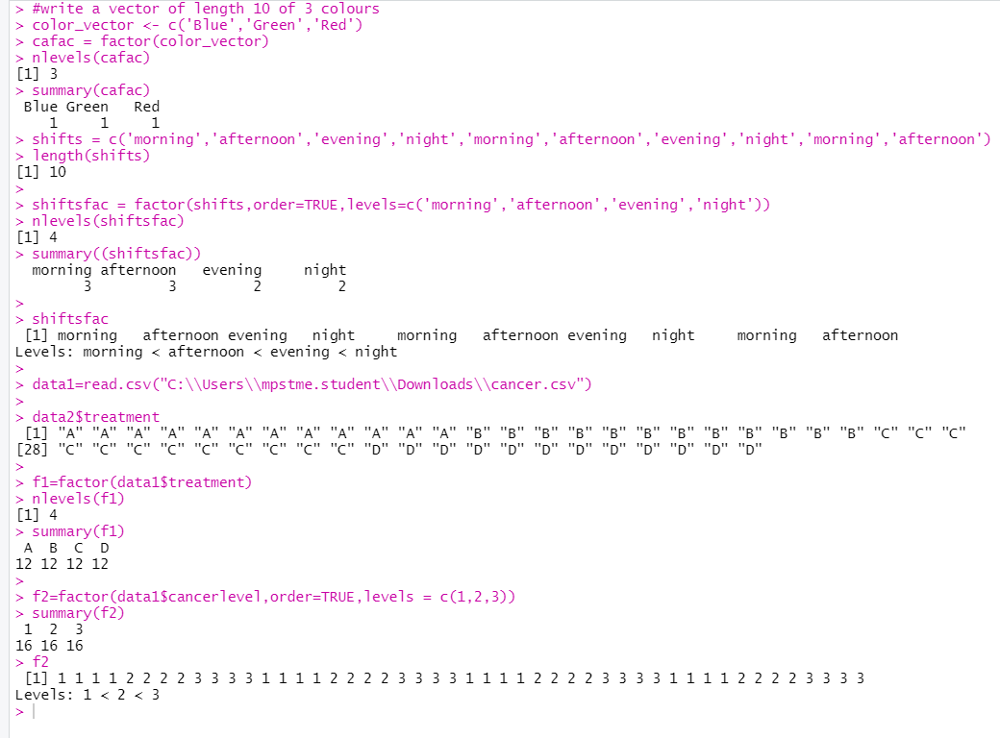 > #write a vector of length 10 of 3 colours
> color_vector <- c('Blue','Green','Red')
> cafac = factor(color_vector)
> nlevels(cafac)
[1] 3
> summary(cafac)
 Blue Green   Red
    1     1     1
> shifts = c('morning','afternoon','evening','night','morning','afternoon','evening','night','morning','afternoon')
> length(shifts)
[1] 10
>
> shiftsfac = factor(shifts,order=TRUE,levels=c('morning','afternoon','evening','night'))
> nlevels(shiftsfac)
[1] 4
> summary((shiftsfac))
  morning afternoon   evening     night
        3         3         2         2
>
> shiftsfac
 [1] morning   afternoon evening   night     morning   afternoon evening   night     morning   afternoon
Levels: morning < afternoon < evening < night
>
> data1=read.csv("C:\\Users\\mpstme.student\\Downloads\\cancer.csv")
>
> data2$treatment
 [1] "A" "A" "A" "A" "A" "A" "A" "A" "A" "A" "A" "A" "B" "B" "B" "B" "B" "B" "B" "B" "B" "B" "B" "B" "C" "C" "C"
[28] "C" "C" "C" "C" "C" "C" "C" "C" "C" "D" "D" "D" "D" "D" "D" "D" "D" "D" "D" "D" "D"
>
> f1=factor(data1$treatment)
> nlevels(f1)
[1] 4
> summary(f1)
 A  B  C  D
12 12 12 12
>
> f2=factor(data1$cancerlevel,order=TRUE,levels = c(1,2,3))
> summary(f2)
 1  2  3
16 16 16
> f2
 [1] 1 1 1 1 2 2 2 2 3 3 3 3 1 1 1 1 2 2 2 2 3 3 3 3 1 1 1 1 2 2 2 2 3 3 3 3 1 1 1 1 2 2 2 2 3 3 3 3
Levels: 1 < 2 < 3
>